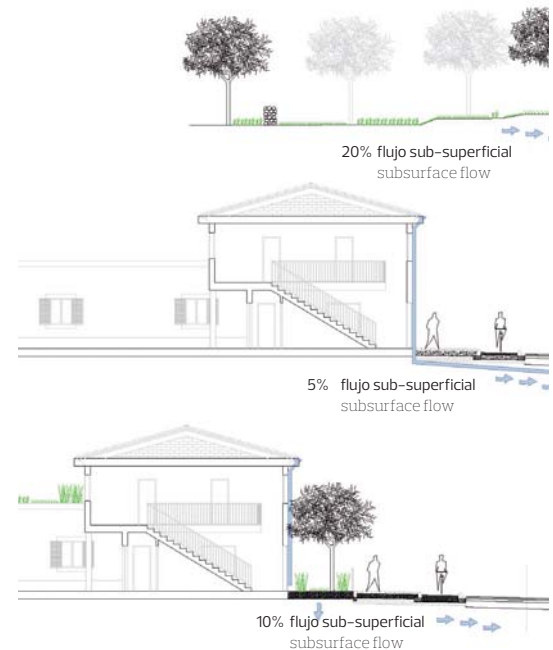 20% flujo sub-superficial
subsurface flow
5% flujo sub-superficial
subsurface flow
10% flujo sub-superficial
subsurface flow